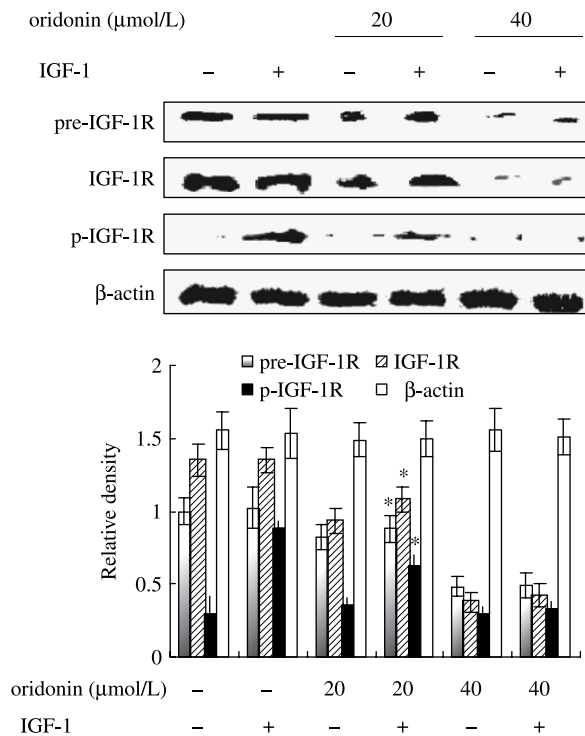 oridonin (μmol/L) 20 40
IGF-1 – + – + – +
pre-IGF-1R
IGF-1R
p-IGF-1R
β-actin
pre-IGF-1R IGF-1R
p-IGF-1R β-actin
2
1.5
1
0.5
0
Relative density
* * *
oridonin (μmol/L) – – 20 20 40 40
IGF-1 – + – + – +